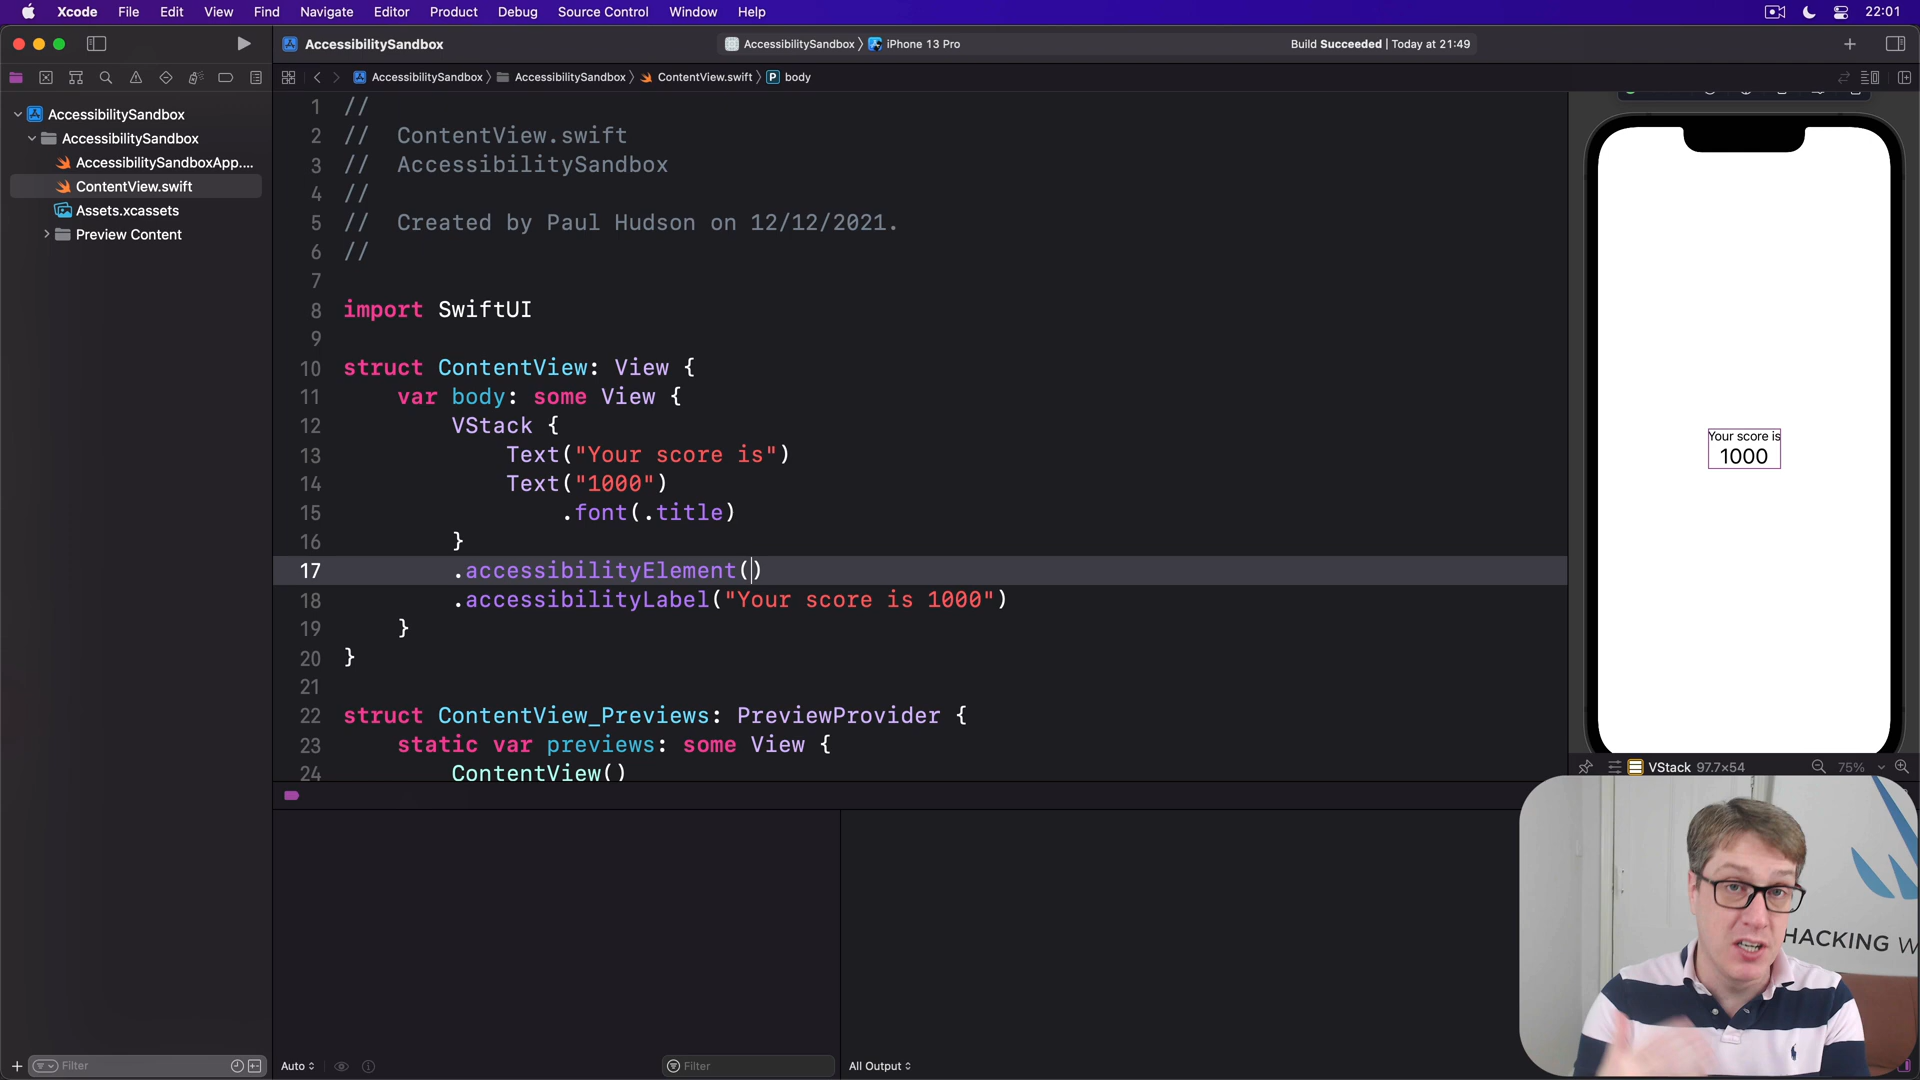 Xcode File Edit View Find Navigate Editor Product Debug Source Control Window Help 22:01
AccessibilitySandbox AccessibilitySandbox iPhone 13 Pro Build Succeeded | Today at 21:49
AccessibilitySandbox AccessibilitySandbox ContentView.swift P body
AccessibilitySandbox
AccessibilitySandbox
AccessibilitySandboxApp....
ContentView.swift
Assets.xcassets
Preview Content
1 //
2 // ContentView.swift
3 // AccessibilitySandbox
4 //
5 // Created by Paul Hudson on 12/12/2021.
6 //
7
8 import SwiftUI
9
10 struct ContentView: View {
11 var body: some View {
12 VStack {
13 Text("Your score is")
14 Text("1000")
15 .font(.title)
16 }
17 .accessibilityElement()
18 .accessibilityLabel("Your score is 1000")
19 }
20 }
21
22 struct ContentView_Previews: PreviewProvider {
23 static var previews: some View {
24 ContentView()
Your score is
1000
VStack 97.7×54 75%
HACKING W
Filter Auto Filter All Output